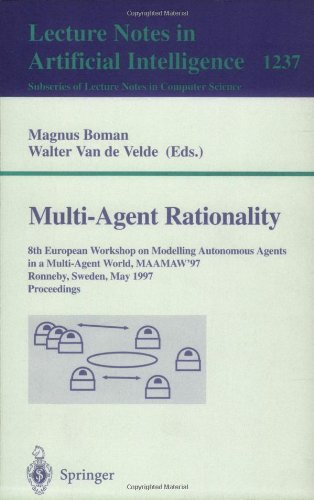 Lecture Notes in
Artificial Intelligence 1237
Subseries of Lecture Notes in Computer Science
Magnus Boman
Walter Van de Velde (Eds.)
Multi-Agent Rationality
8th European Workshop on Modelling Autonomous Agents
in a Multi-Agent World, MAAMAW'97
Ronneby, Sweden, May 1997
Proceedings
Springer